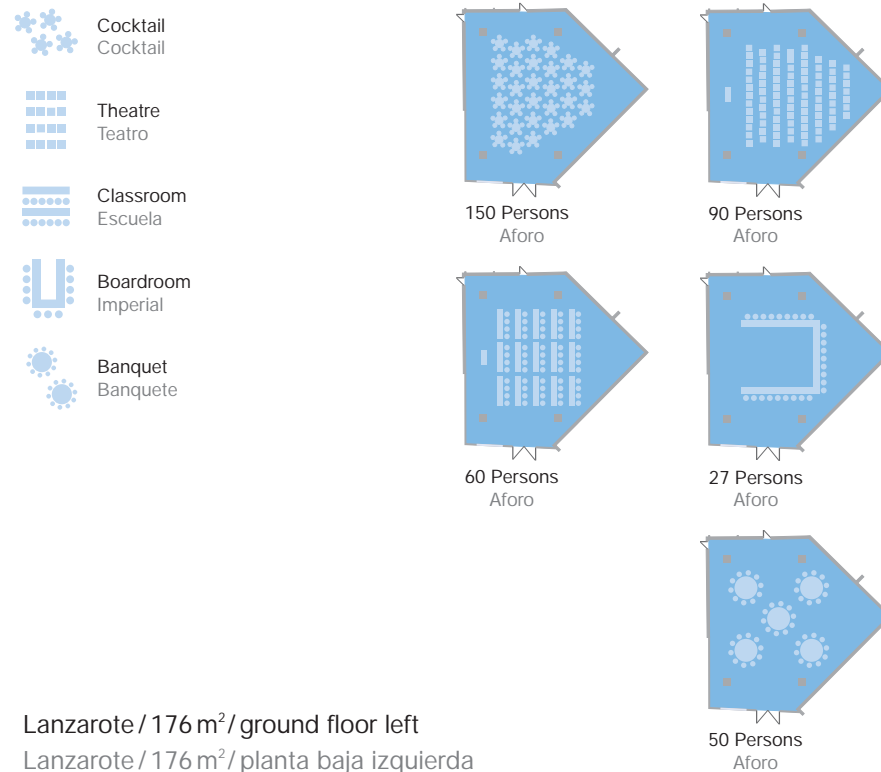 Cocktail
Cocktail
Theatre
Teatro
Classroom
Escuela
Boardroom
Imperial
Banquet
Banquete
150 Persons
Aforo
90 Persons
Aforo
60 Persons
Aforo
27 Persons
Aforo
50 Persons
Aforo
Lanzarote / 176 m² / ground floor left
Lanzarote / 176 m² / planta baja izquierda